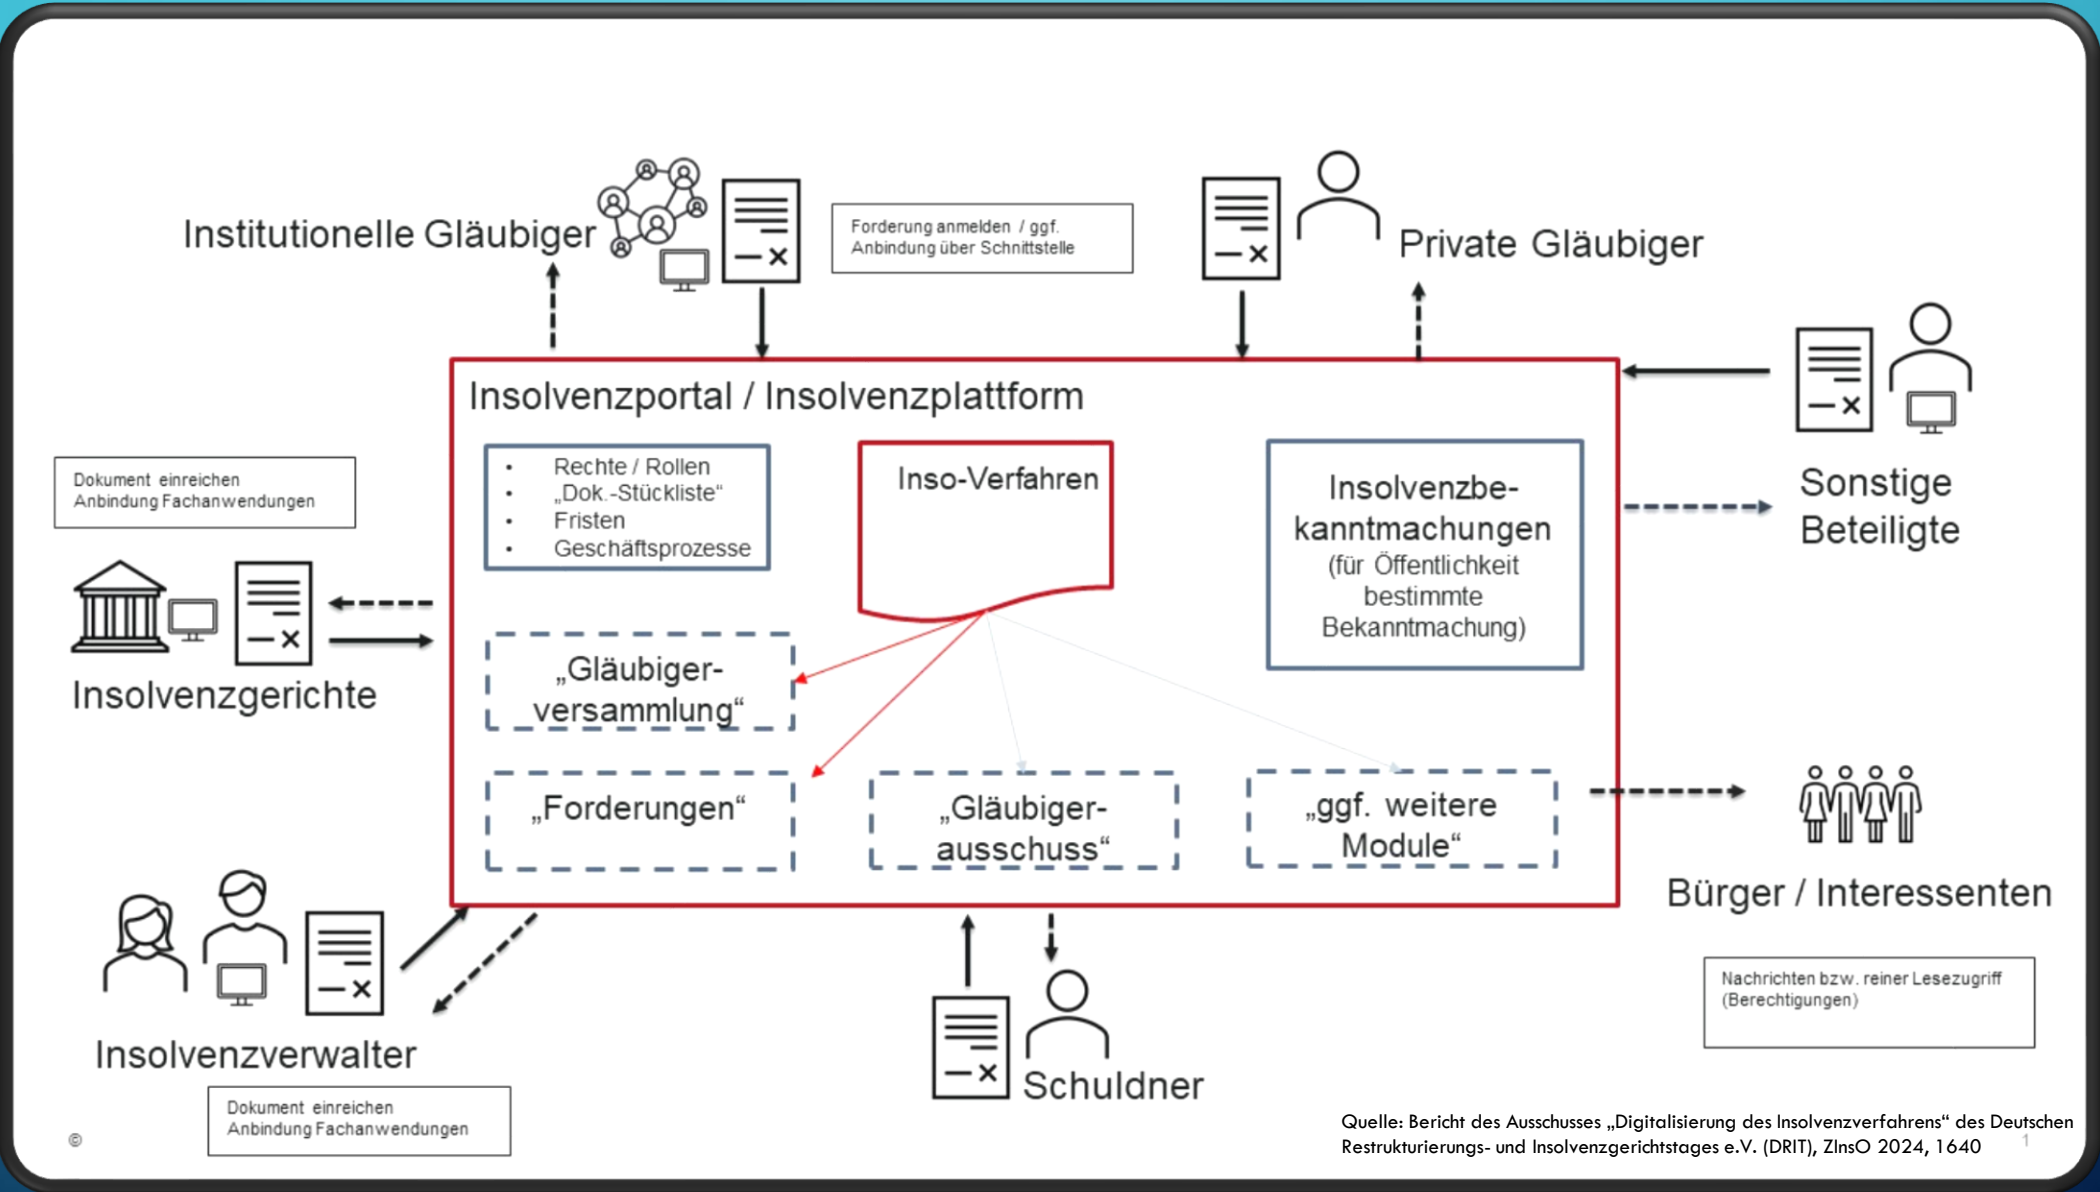 Institutionelle Gläubiger
Forderung anmelden / ggf.
Anbindung über Schnittstelle
Private Gläubiger
Insolvenzportal / Insolvenzplattform
• Rechte / Rollen
• „Dok.-Stückliste“
• Fristen
• Geschäftsprozesse
Inso-Verfahren
Insolvenzbe-
kanntmachungen
(für Öffentlichkeit
bestimmte
Bekanntmachung)
Sonstige
Beteiligte
Dokument einreichen
Anbindung Fachanwendungen
Insolvenzgerichte
„Gläubiger-
versammlung“
„Forderungen“
„Gläubiger-
ausschuss“
„ggf. weitere
Module“
Bürger / Interessenten
Nachrichten bzw. reiner Lesezugriff
(Berechtigungen)
Insolvenzverwalter
Dokument einreichen
Anbindung Fachanwendungen
Schuldner
Quelle: Bericht des Ausschusses „Digitalisierung des Insolvenzverfahrens“ des Deutschen
Restrukturierungs- und Insolvenzgerichtstages e.V. (DRIT), ZInsO 2024, 1640
©
1